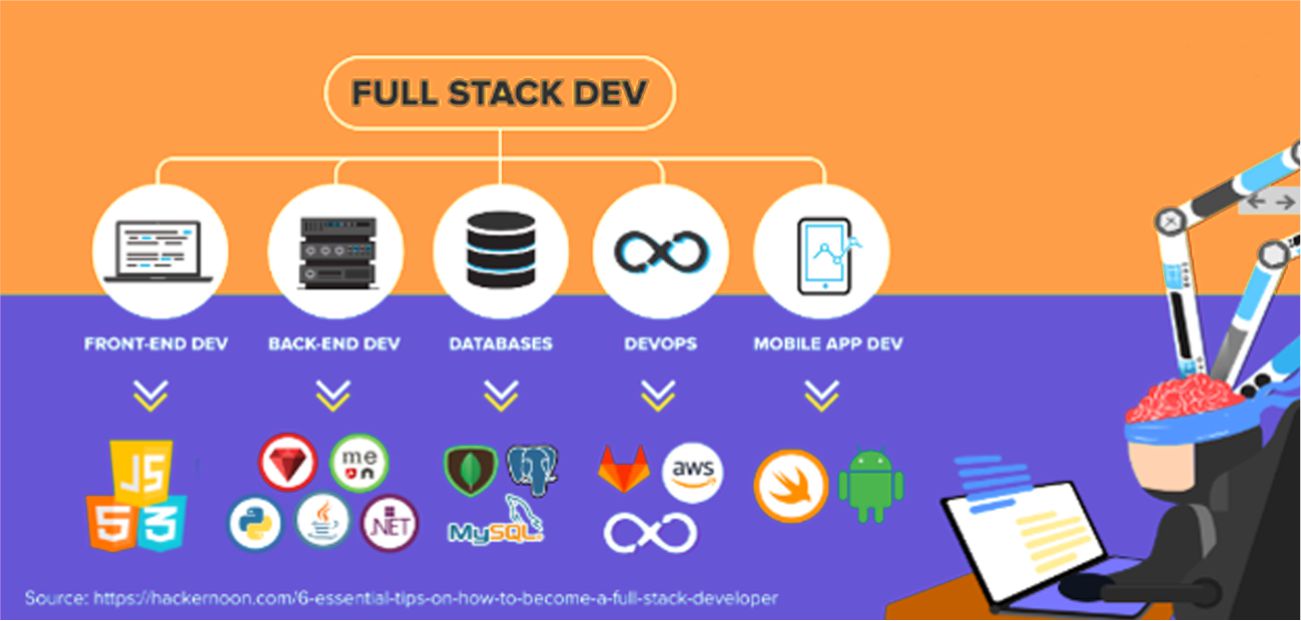 FULL STACK DEV
FRONT-END DEV
BACK-END DEV
DATABASES
DEVOPS
MOBILE APP DEV
JS
5
3
me
n
.NET
MySQL
aws
Source: https://hackernoon.com/6-essential-tips-on-how-to-become-a-full-stack-developer